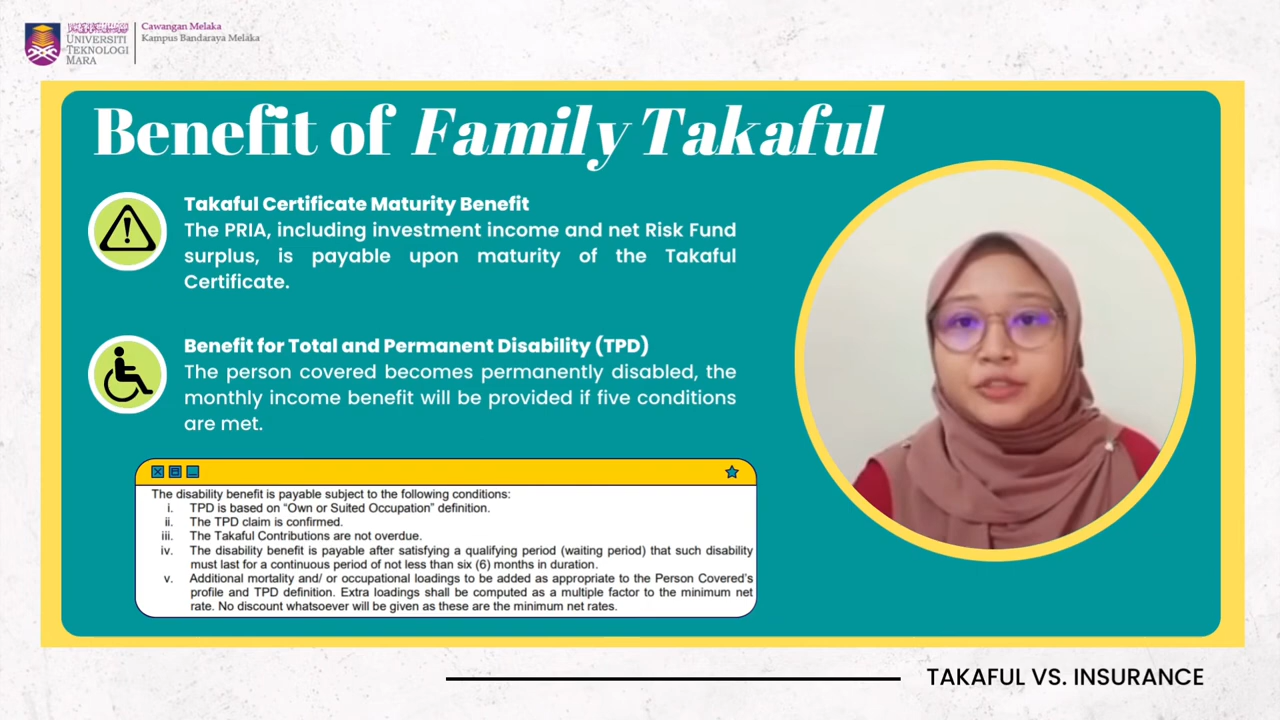 UNIVERSITI
TEKNOLOGI
MARA
Cawangan Melaka
Kampus Bandaraya Melaka
Benefit of Family Takaful
Takaful Certificate Maturity Benefit
The PRIA, including investment income and net Risk Fund
surplus, is payable upon maturity of the Takaful
Certificate.
Benefit for Total and Permanent Disability (TPD)
The person covered becomes permanently disabled, the
monthly income benefit will be provided if five conditions
are met.
The disability benefit is payable subject to the following conditions:
i. TPD is based on “Own or Suited Occupation” definition.
ii. The TPD claim is confirmed.
iii. The Takaful Contributions are not overdue.
iv. The disability benefit is payable after satisfying a qualifying period (waiting period) that such disability
must last for a continuous period of not less than six (6) months in duration.
v. Additional mortality and/ or occupational loadings to be added as appropriate to the Person Covered’s
profile and TPD definition. Extra loadings shall be computed as a multiple factor to the minimum net
rate. No discount whatsoever will be given as these are the minimum net rates.
TAKAFUL VS. INSURANCE